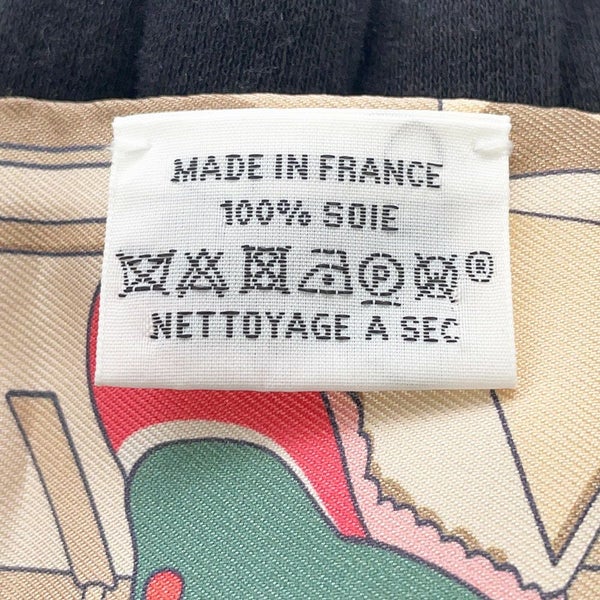 MADE IN FRANCE
100% SOIE
P W ®
NETTOYAGE A SEC